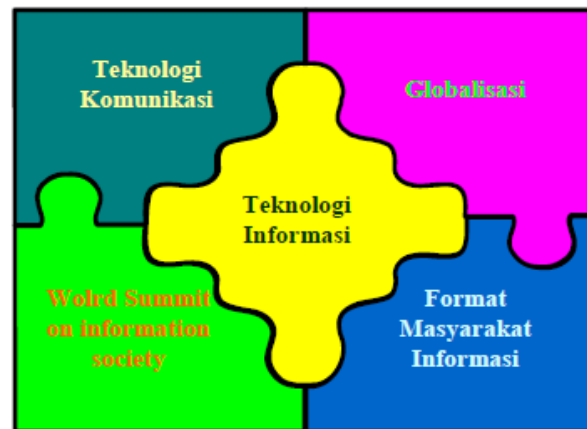 Teknologi
Komunikasi
Globalisasi
Teknologi
Informasi
Wolrd Summit
on information
society
Format
Masyarakat
Informasi